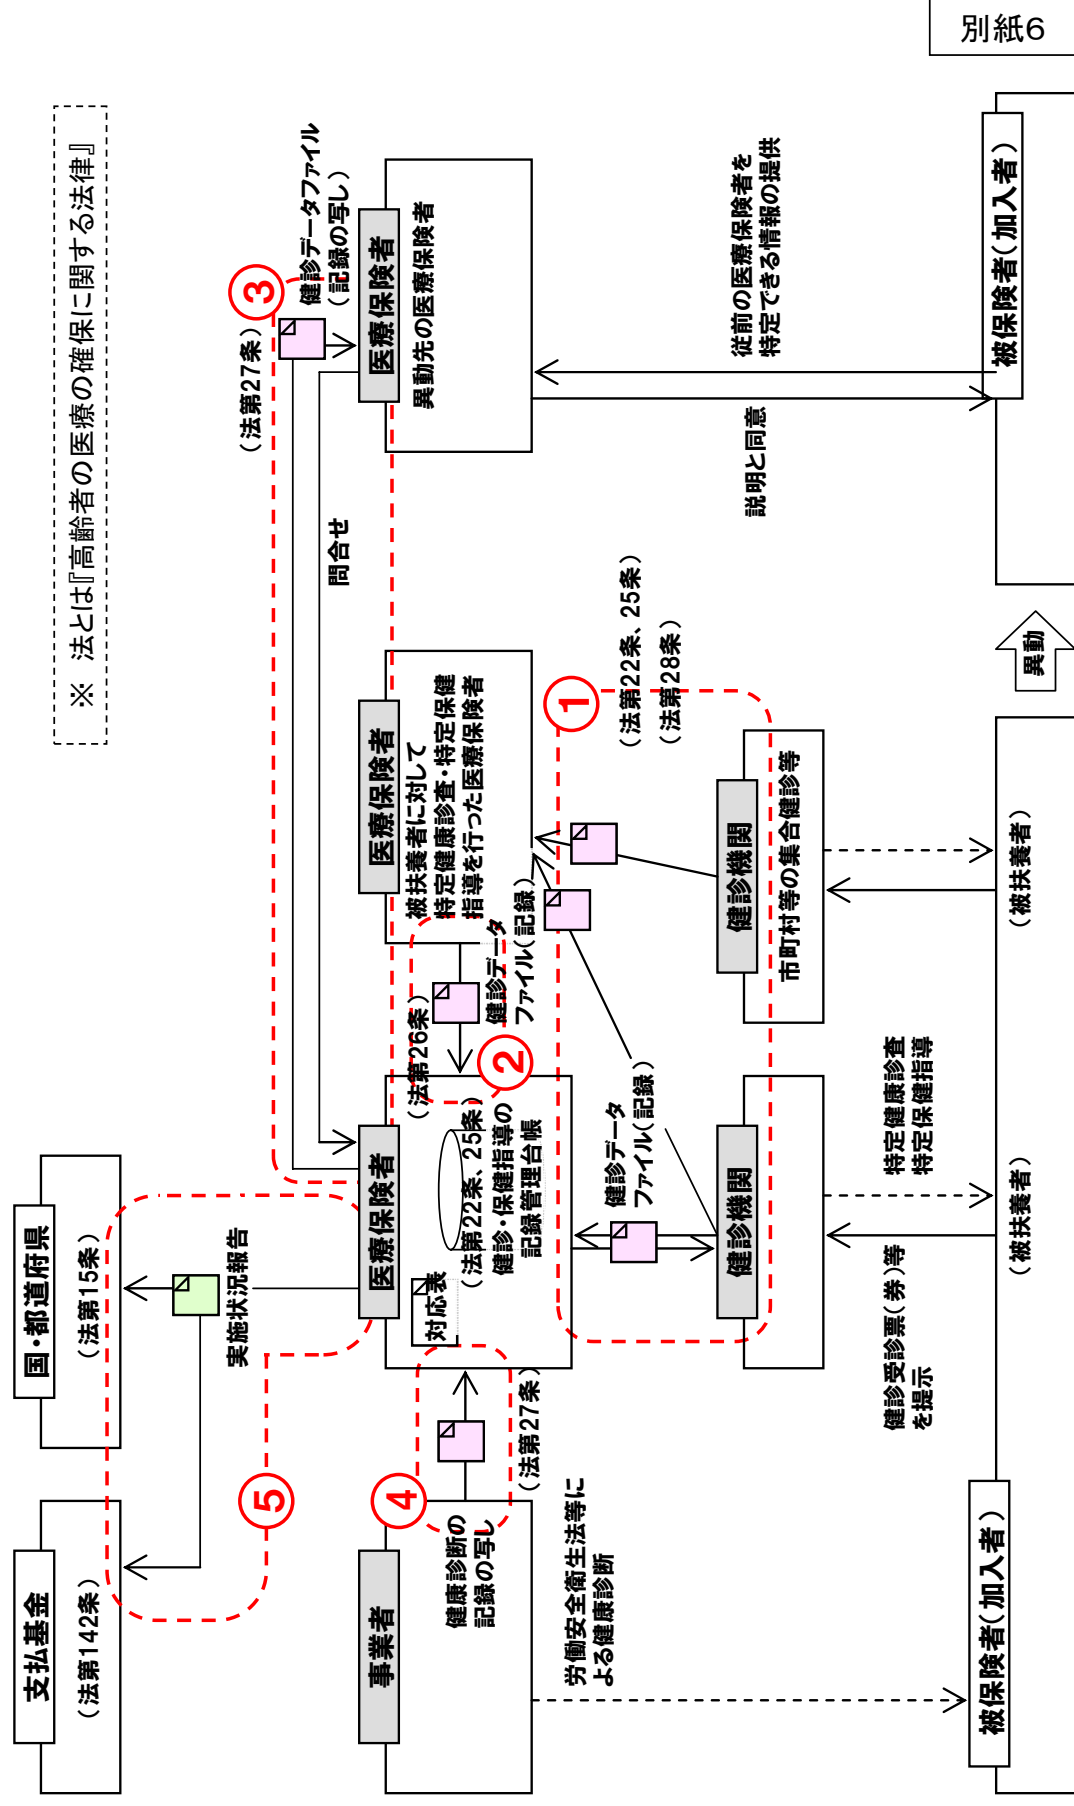 別紙6
※　法とは『高齢者の医療の確保に関する法律』
支払基金
(法第142条)
国・都道府県
(法第15条)
実施状況報告
⑤
③
(法第27条)
健診データファイル
(記録の写し)
問合せ
事業者
健康診断の
記録の写し
④
(法第27条)
医療保険者
対応表
(法第22条、25条)
健診・保健指導の
記録管理台帳
(法第26条)
②
健診データ
ファイル(記録)
医療保険者
被扶養者に対して
特定健康診査・特定保健
指導を行った医療保険者
医療保険者
異動先の医療保険者
①
(法第22条、25条)
(法第28条)
労働安全衛生法等に
よる健康診断
健診データ
ファイル(記録)
健診機関
健診機関
市町村等の集合健診等
説明と同意
従前の医療保険者を
特定できる情報の提供
健診受診票(券)等
を提示
特定健康診査
特定保健指導
(被扶養者)
(被扶養者)
被保険者(加入者)
異動
被保険者(加入者)